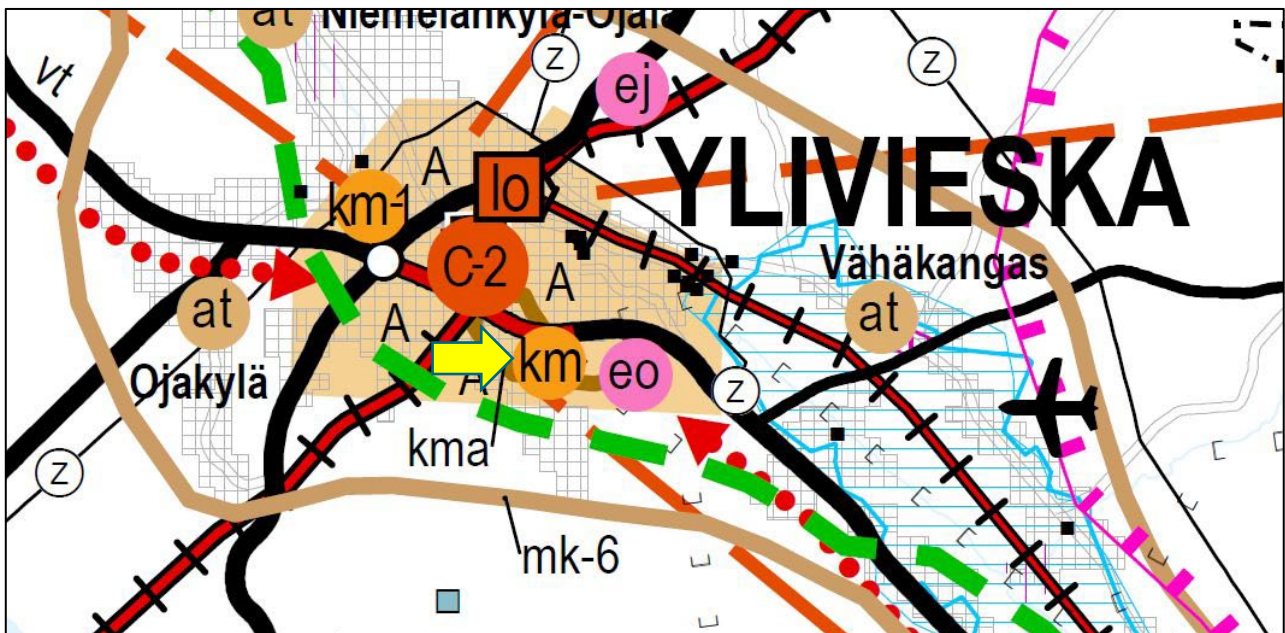 at
Niemelänkylä-Ojala
vt
z
ej
z
YLIVIESKA
A
lo
km-1
C-2
A
Vähäkangas
at
at
Ojakylä
A
km
eo
A
z
kma
z
mk-6